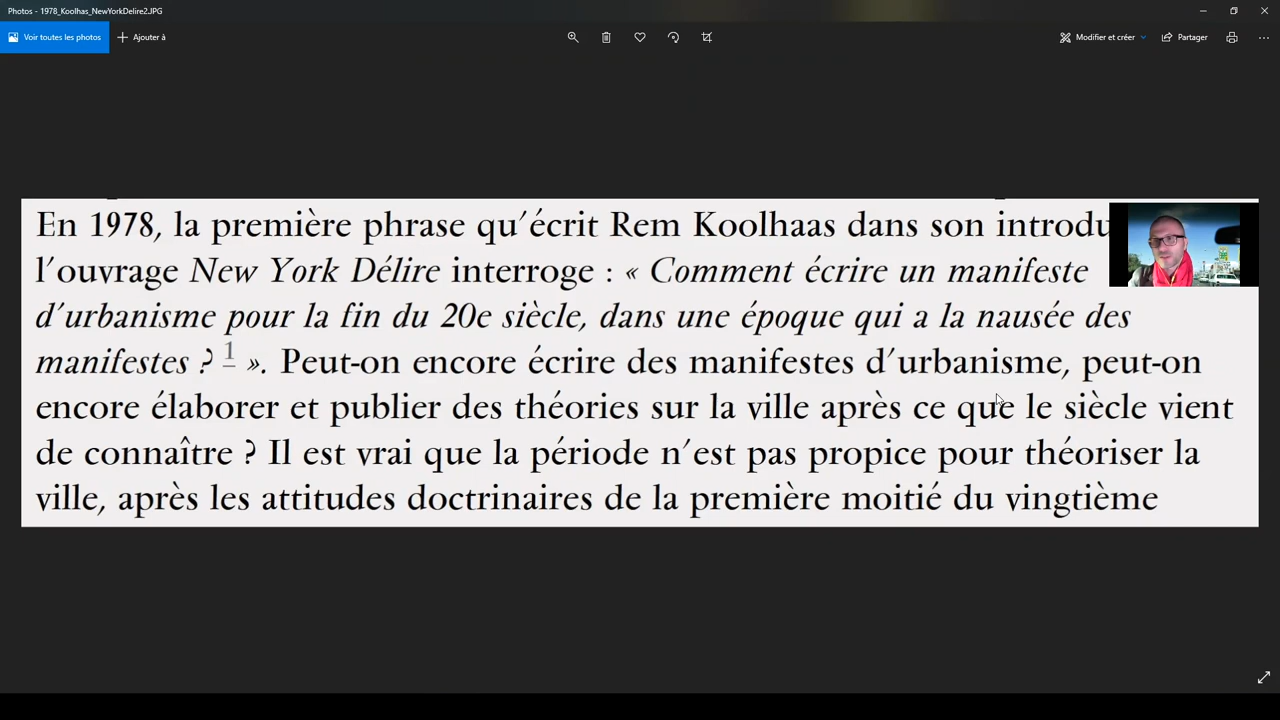 Photos - 1978_Koolhas_NewYorkDelire2.JPG
Voir toutes les photos
Ajouter à
Modifier et créer
Partager
En 1978, la première phrase qu’écrit Rem Koolhaas dans son introdu
l’ouvrage New York Délire interroge : « Comment écrire un manifeste
d’urbanisme pour la fin du 20e siècle, dans une époque qui a la nausée des
manifestes ? 1 ». Peut-on encore écrire des manifestes d’urbanisme, peut-on
encore élaborer et publier des théories sur la ville après ce que le siècle vient
de connaître ? Il est vrai que la période n’est pas propice pour théoriser la
ville, après les attitudes doctrinaires de la première moitié du vingtième